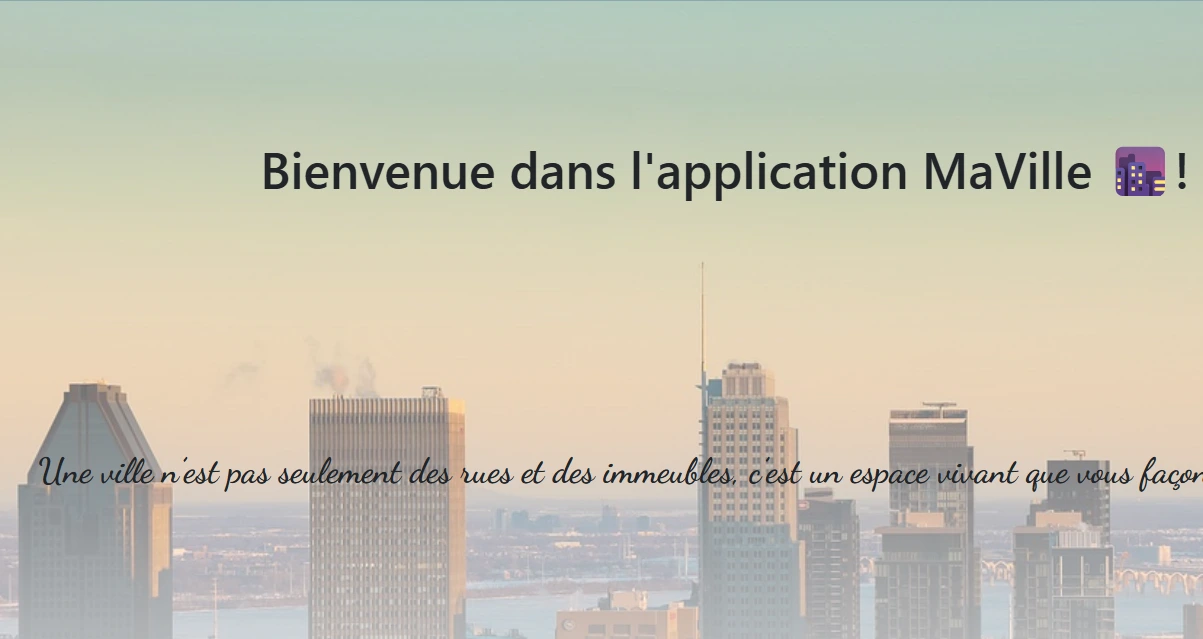 Bienvenue dans l'application MaVille 🌆 !
Une ville n'est pas seulement des rues et des immeubles, c'est un espace vivant que vous façon